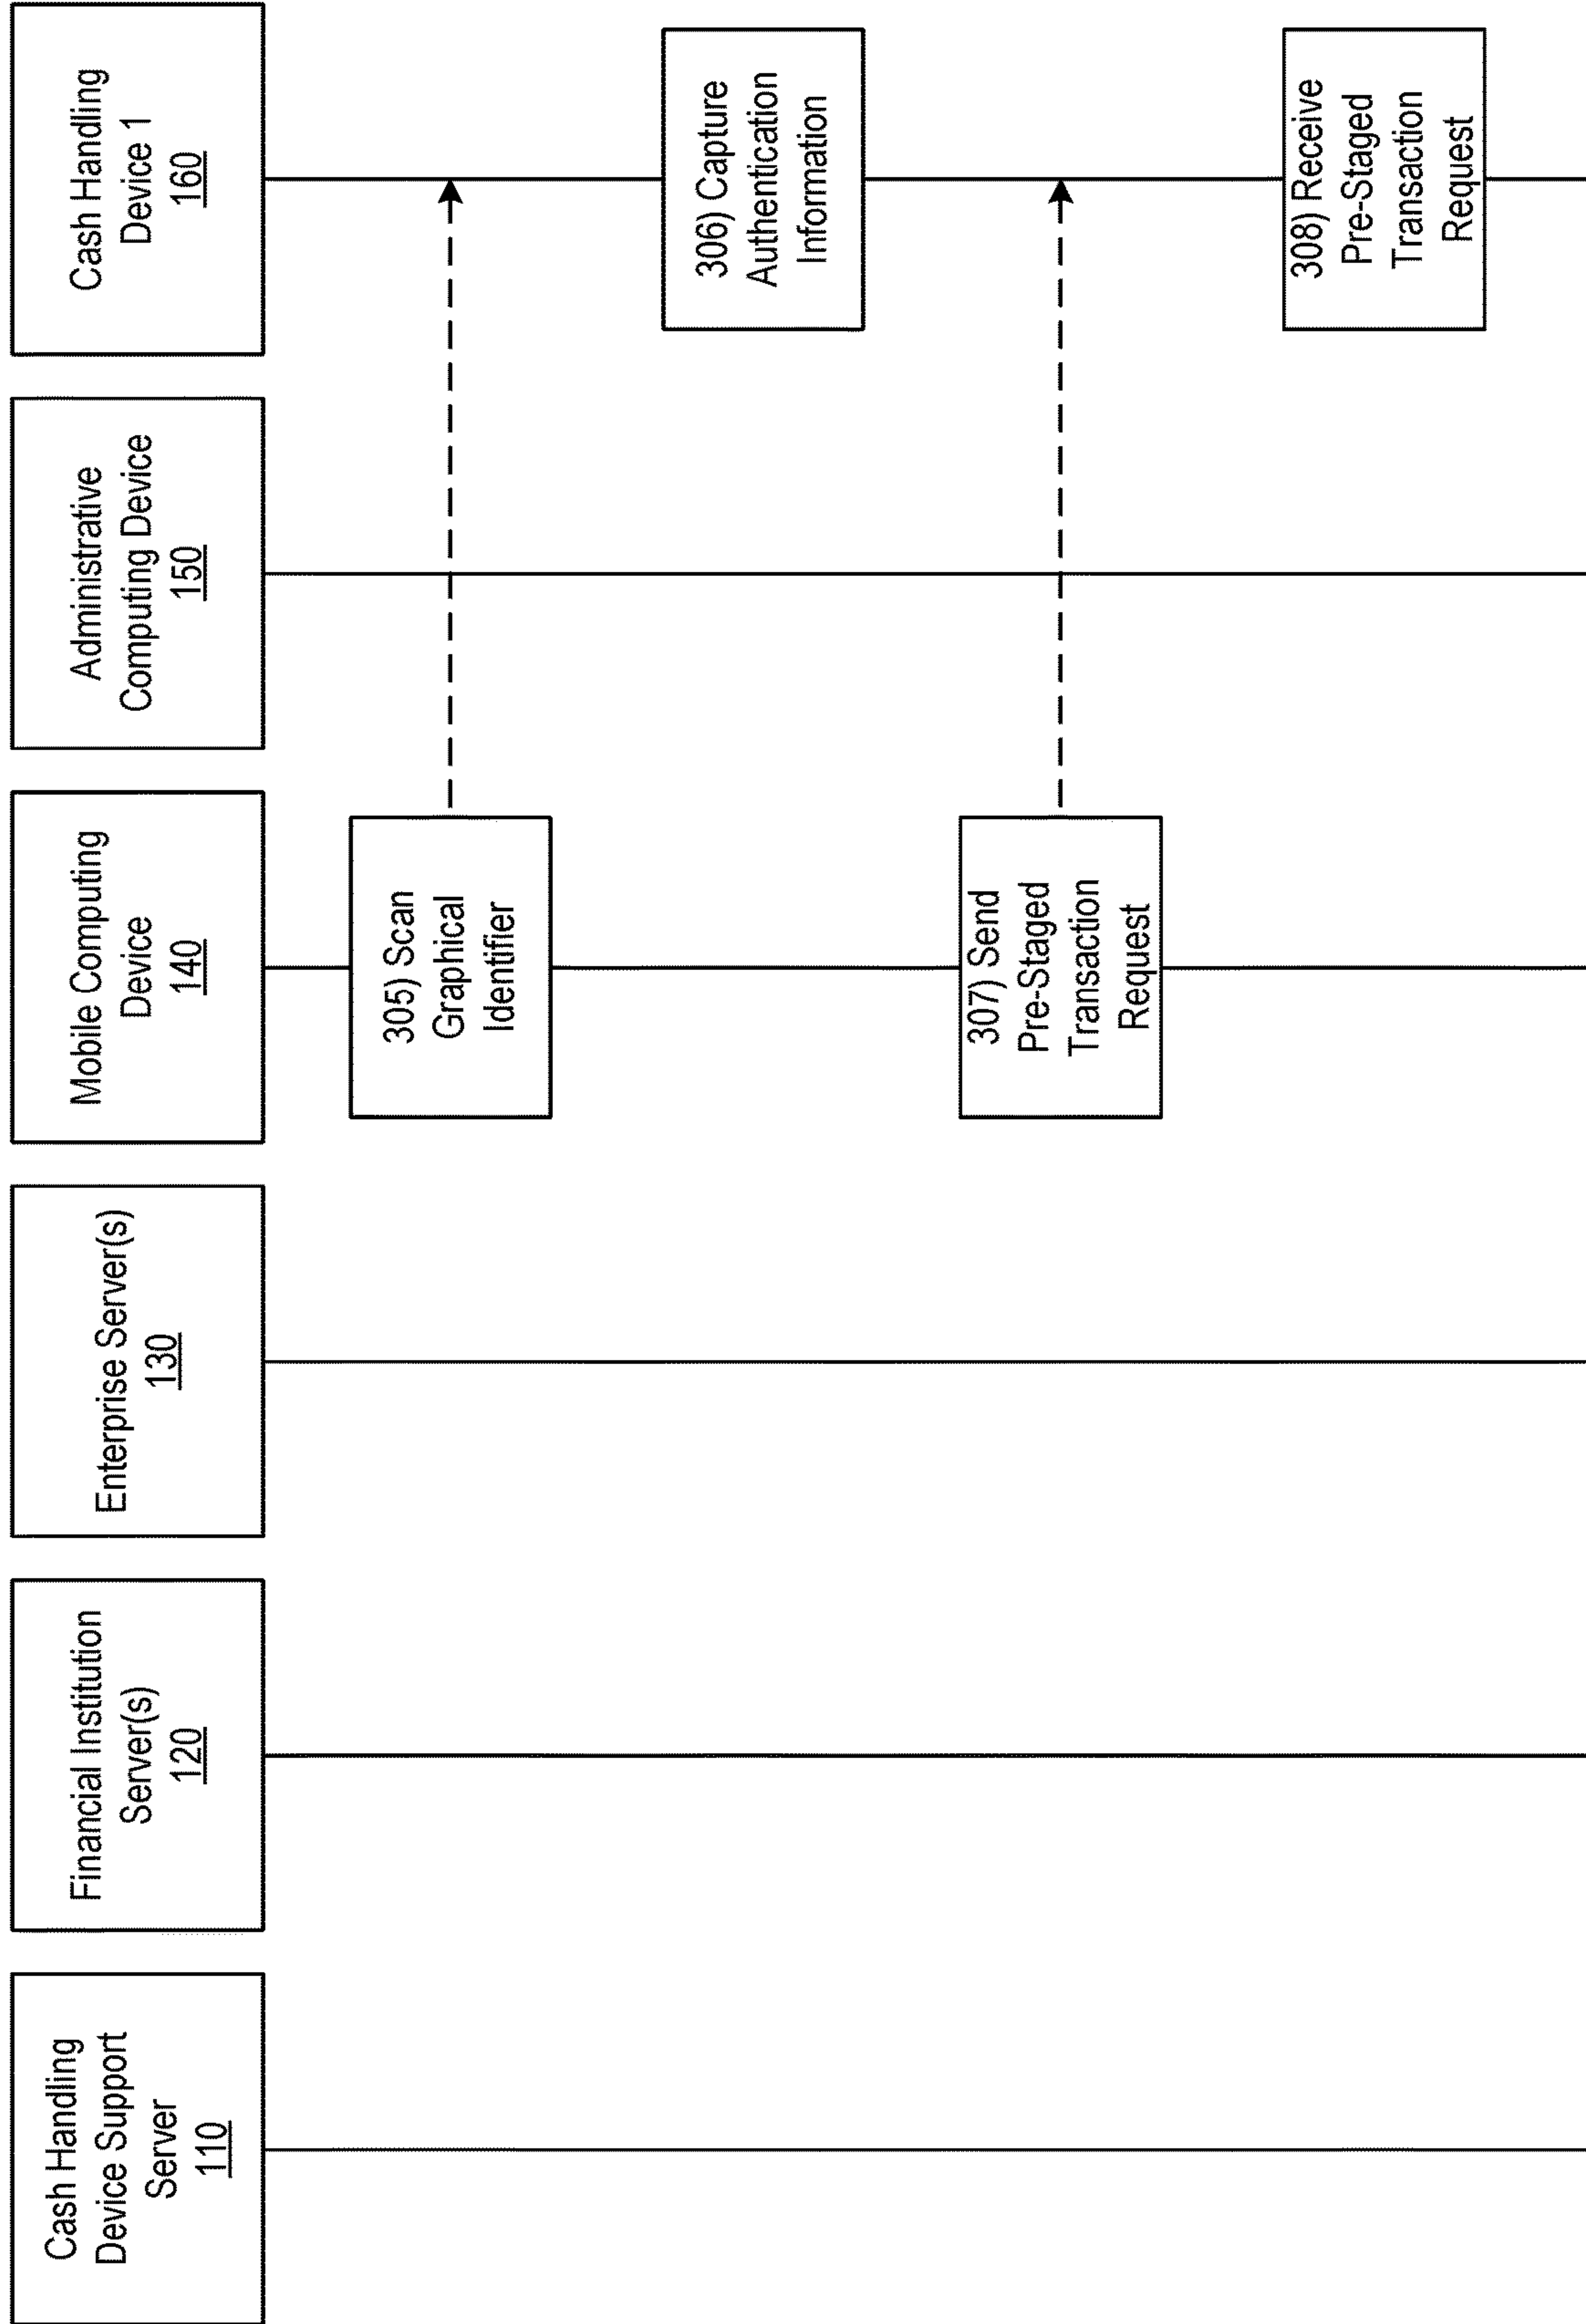 Cash Handling
Device Support
Server
110
Financial Institution
Server(s)
120
Enterprise Server(s)
130
Mobile Computing
Device
140
Administrative
Computing Device
150
Cash Handling
Device 1
160
305) Scan
Graphical
Identifier
306) Capture
Authentication
Information
307) Send
Pre-Staged
Transaction
Request
308) Receive
Pre-Staged
Transaction
Request